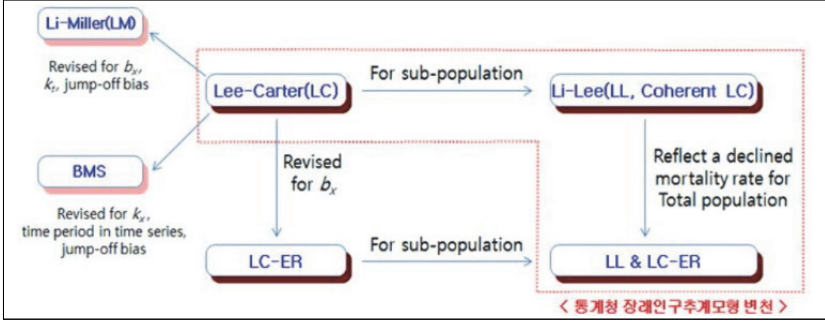 Li-Miller(LM)
Revised for bₓ,
kₜ, jump-off bias
Lee-Carter(LC)
For sub-population
Li-Lee(LL, Coherent LC)
BMS
Revised for kₓ,
time period in time series,
jump-off bias
Revised
for bₓ
Reflect a declined
mortality rate for
Total population
LC-ER
For sub-population
LL & LC-ER
< 통계청 장래인구추계모형 변천 >